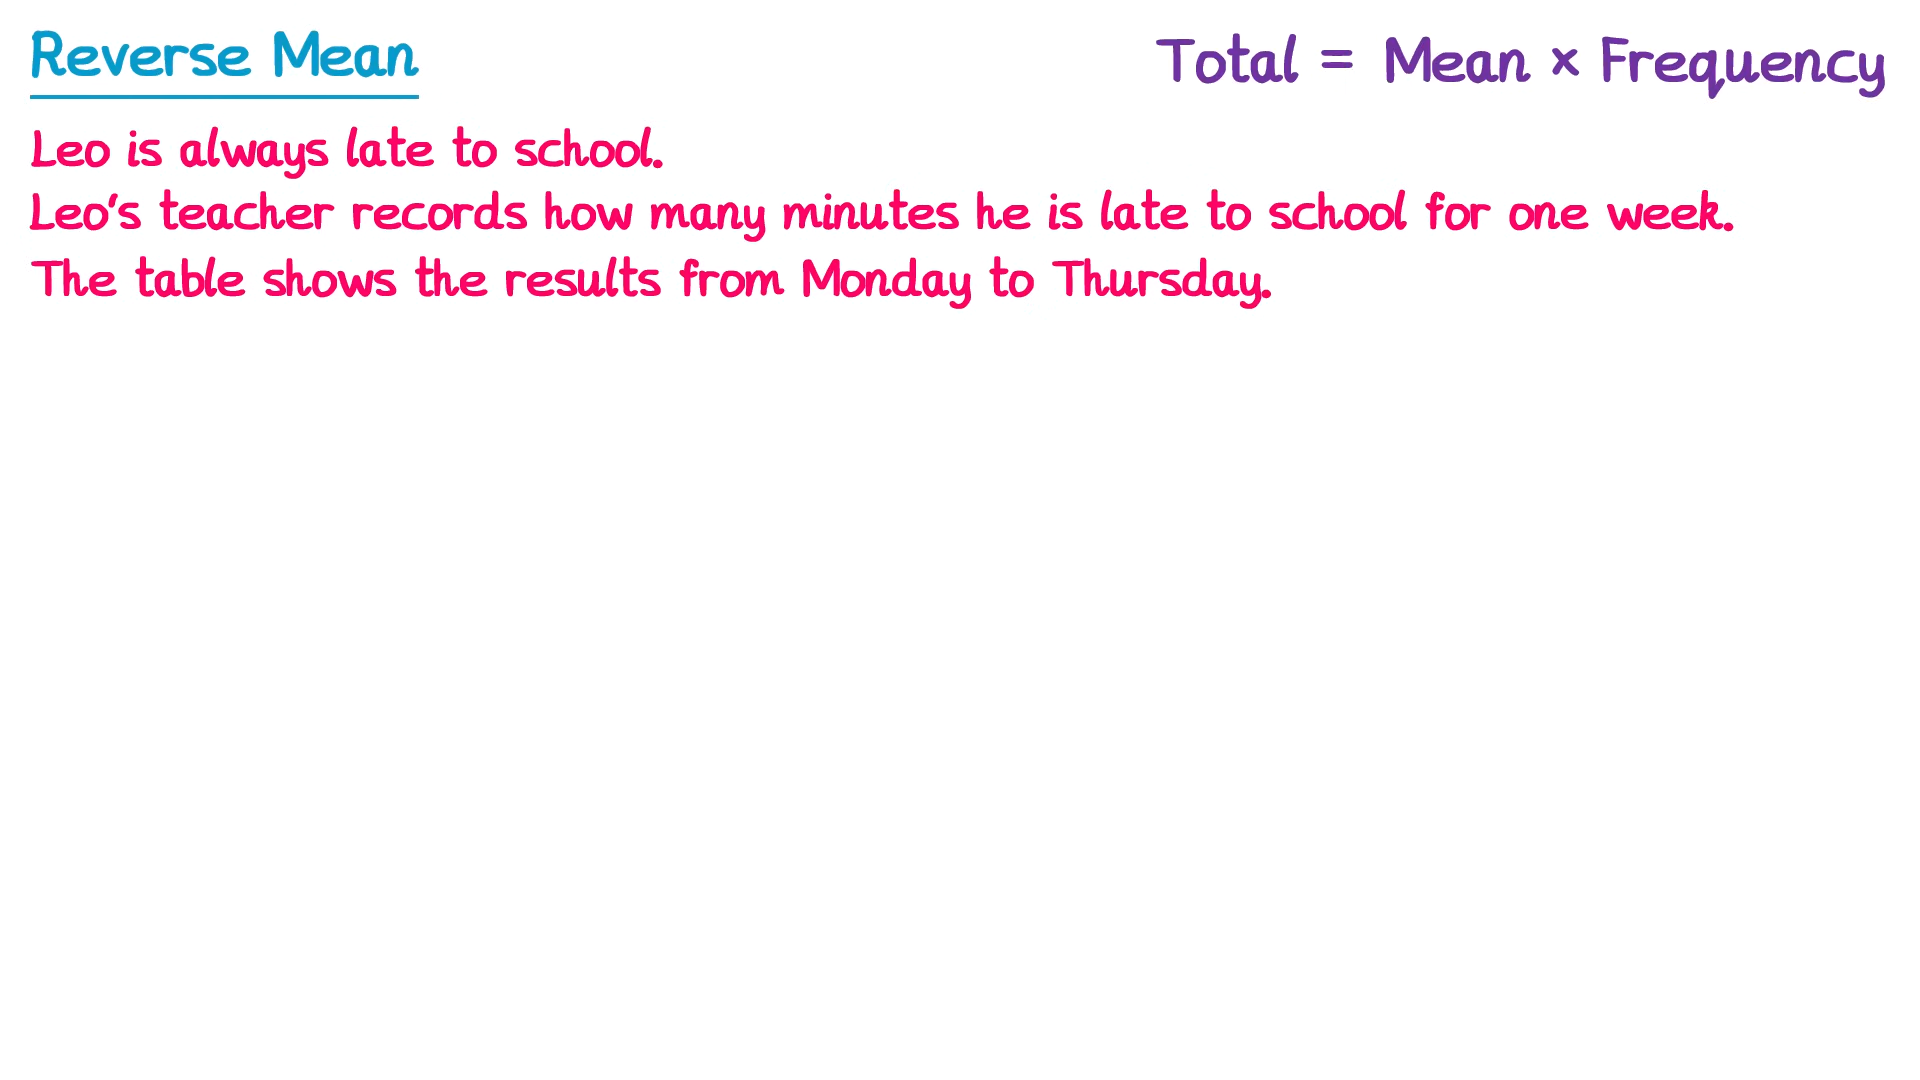 Reverse Mean
Total = Mean × Frequency
Leo is always late to school.
Leo's teacher records how many minutes he is late to school for one week.
The table shows the results from Monday to Thursday.